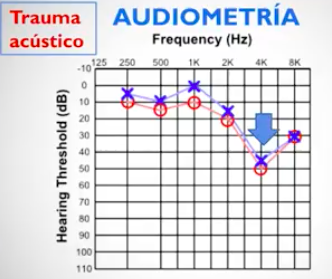 Trauma
acústico
AUDIOMETRÍA
Frequency (Hz)
125 250 500 1K 2K 4K 8K
Hearing Threshold (dB)
-10
0
10
20
30
40
50
60
70
80
90
100
110